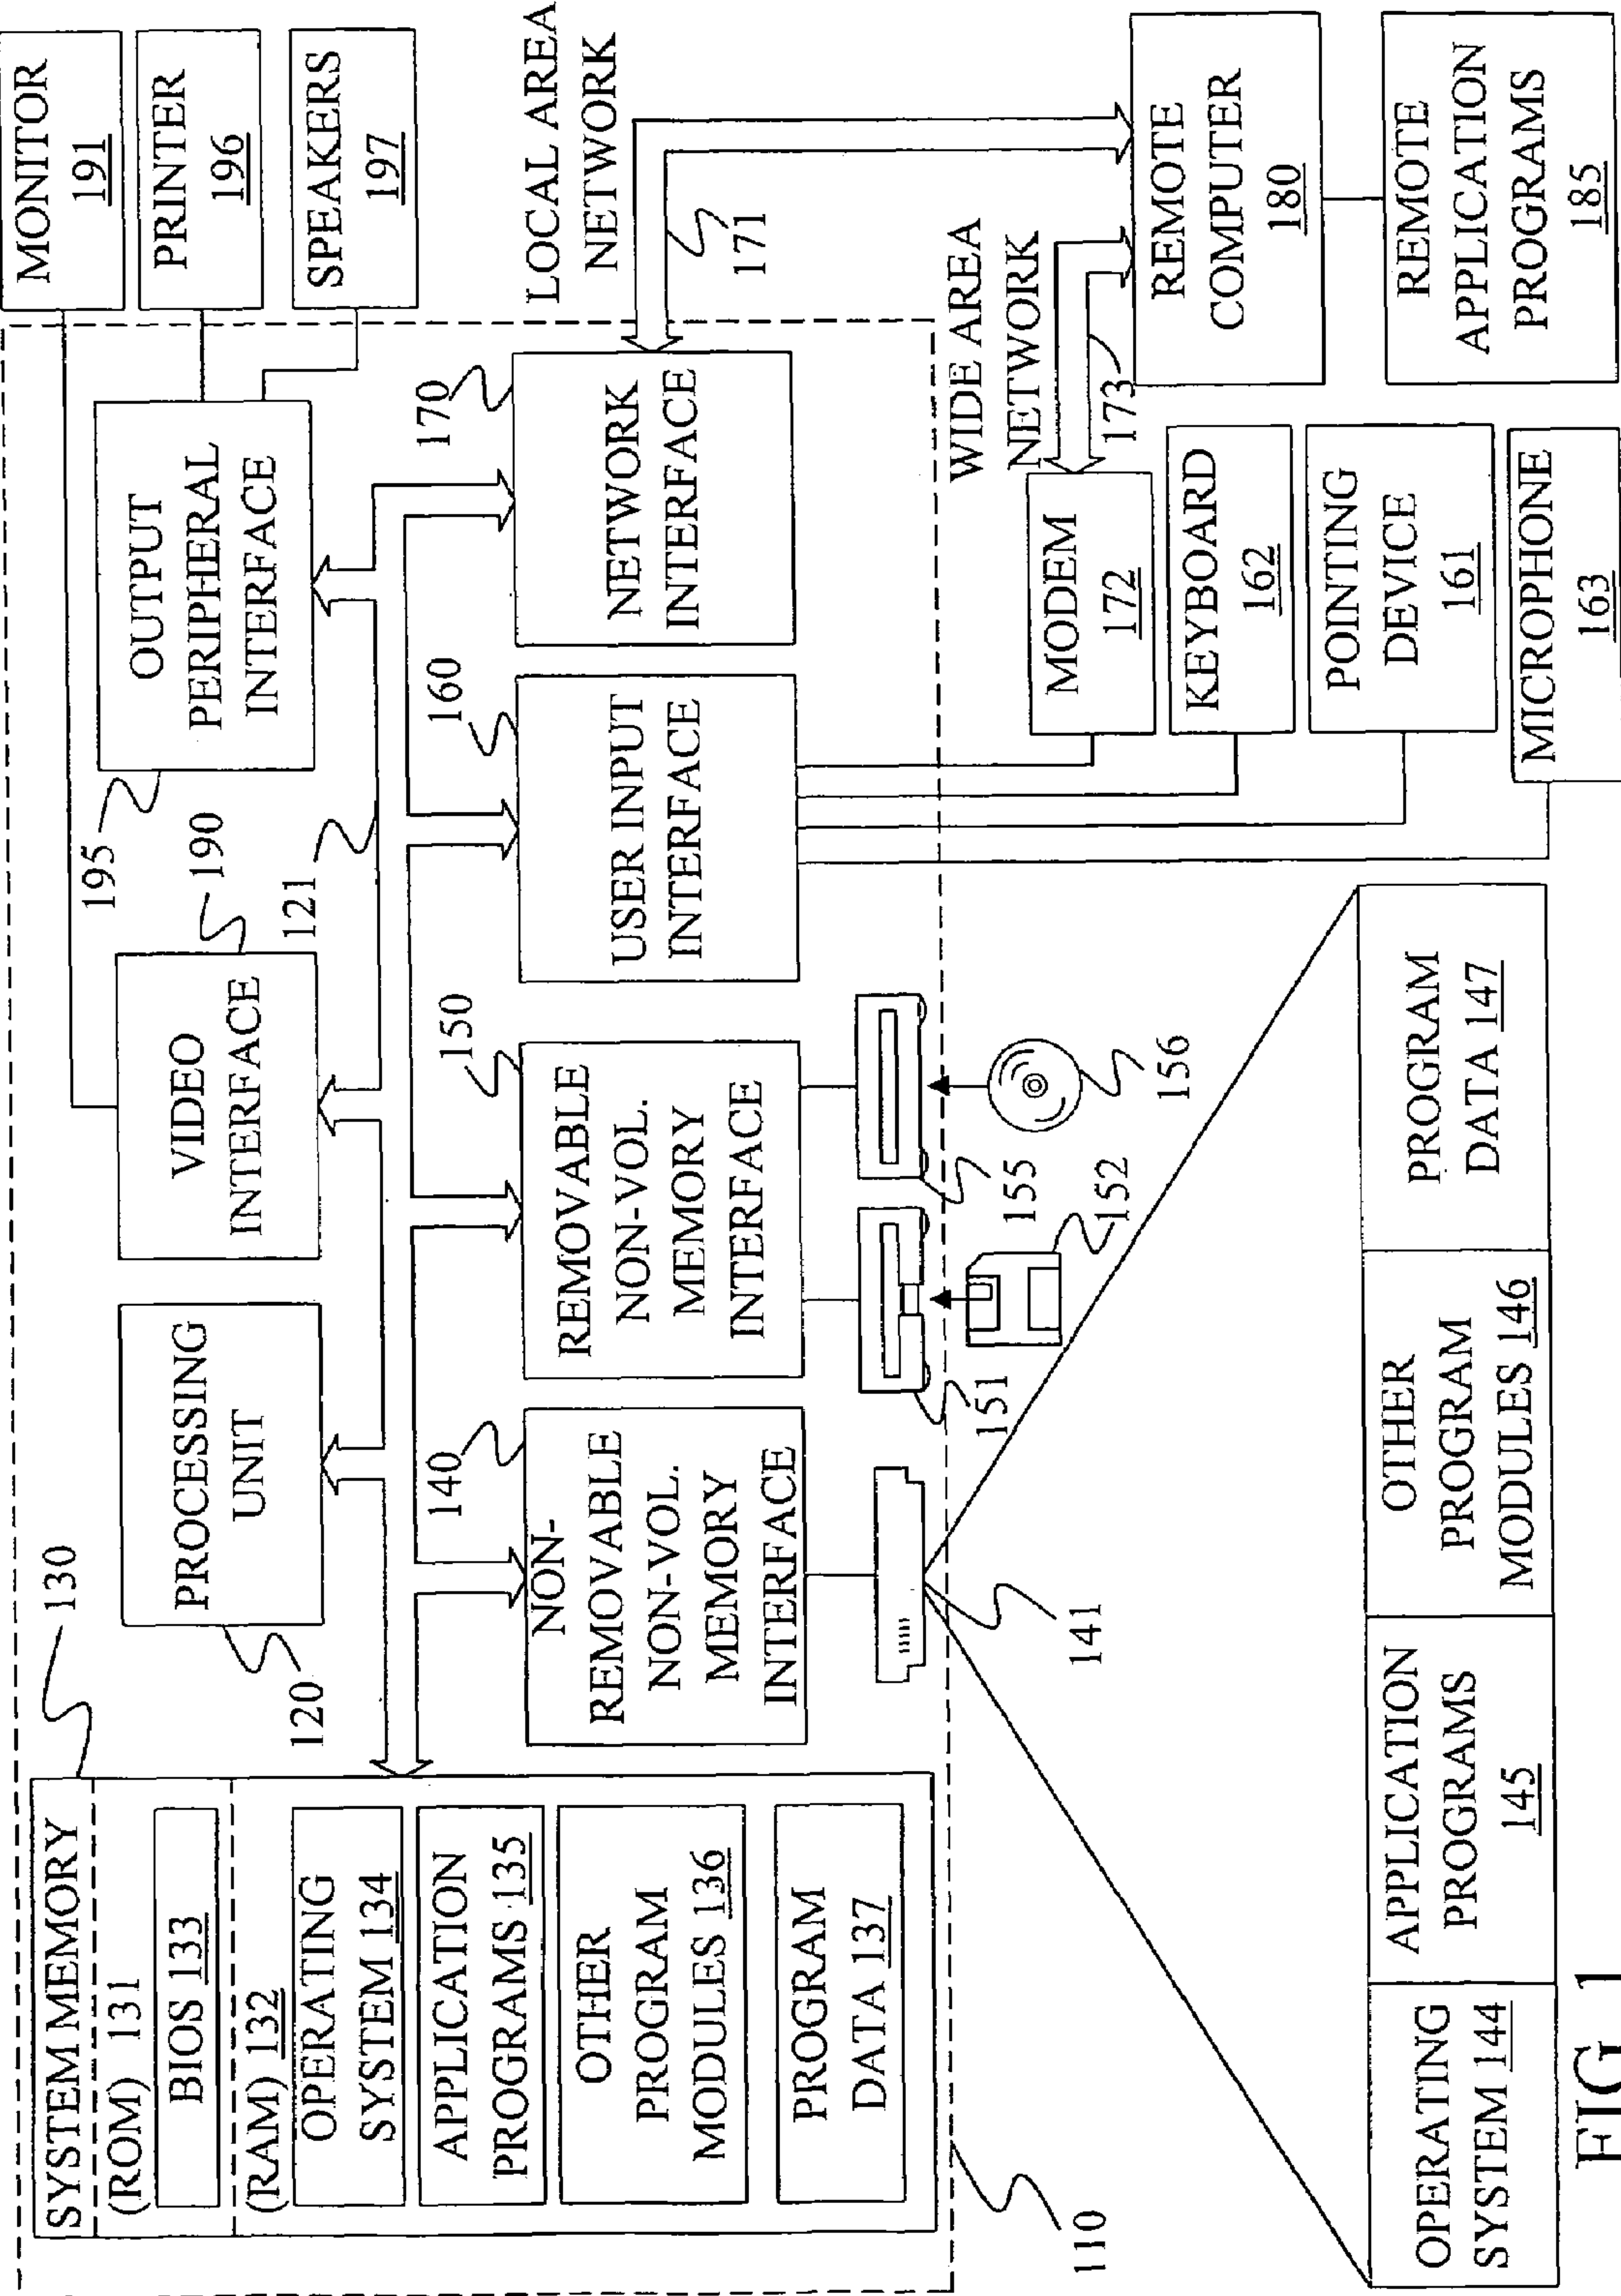 SYSTEM MEMORY
(ROM) 131
BIOS 133
(RAM) 132
OPERATING
SYSTEM 134
APPLICATION
PROGRAMS 135
OTHER
PROGRAM
MODULES 136
PROGRAM
DATA 137
130
PROCESSING
UNIT
120
VIDEO
INTERFACE
190
121
OUTPUT
PERIPHERAL
INTERFACE
195
MONITOR
191
PRINTER
196
SPEAKERS
197
NON-
REMOVABLE
NON-VOL.
MEMORY
INTERFACE
140
REMOVABLE
NON-VOL.
MEMORY
INTERFACE
150
USER INPUT
INTERFACE
160
NETWORK
INTERFACE
170
LOCAL AREA
NETWORK
171
141
151
152
155
156
110
WIDE AREA
NETWORK
173
MODEM
172
KEYBOARD
162
POINTING
DEVICE
161
MICROPHONE
163
REMOTE
COMPUTER
180
REMOTE
APPLICATION
PROGRAMS
185
OPERATING
SYSTEM 144
APPLICATION
PROGRAMS
145
OTHER
PROGRAM
MODULES 146
PROGRAM
DATA 147
FIG 1